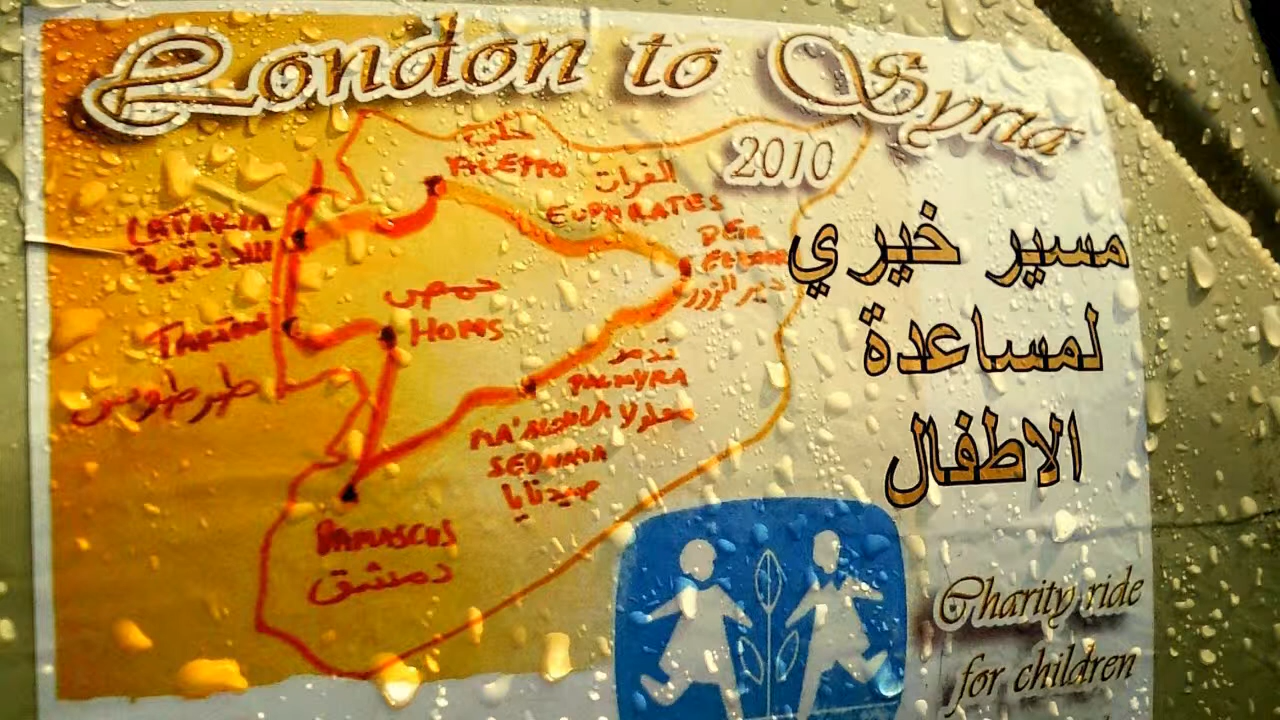 London to Syria
2010
حلب
ALEPPO
الفرات
EUPHRATES
LATAKIA
اللاذقية
DEIR
دير الزور
مسير خيري
لمساعدة
الاطفال
حمص
HOMS
TARTOUS
طرطوس
تدمر
PALMYRA
MA'ALOULA معلولا
SEDNAYA
صيدنايا
DAMASCUS
دمشق
Charity ride
for children